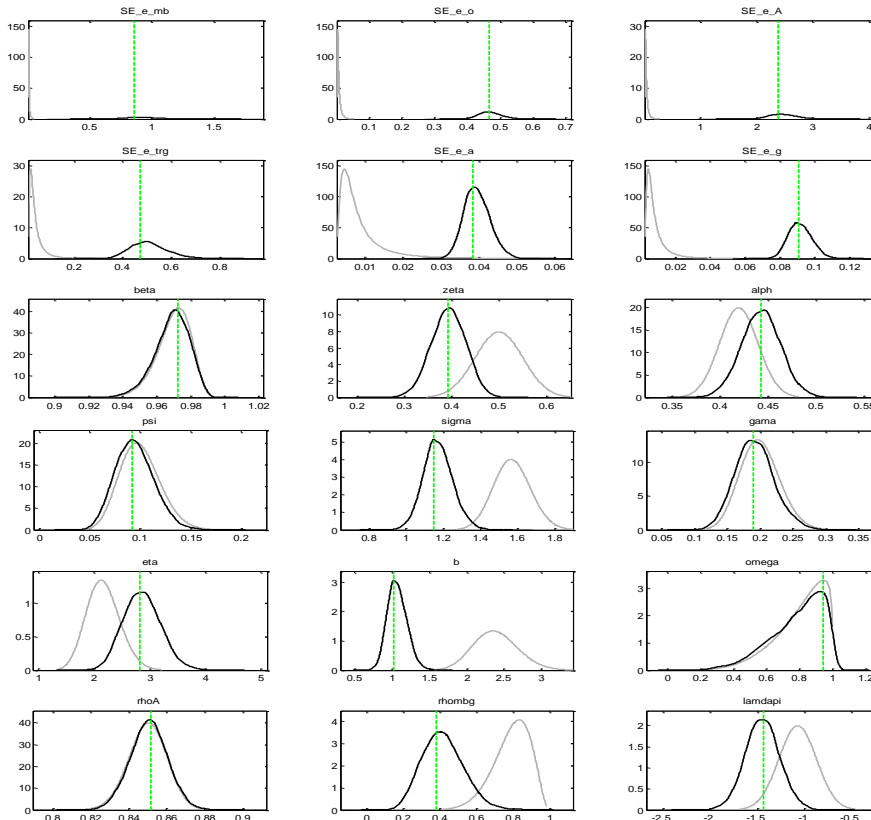 SE_e_mb SE_e_o SE_e_A
150 150 30
100 100 20
50 50 10
0 0 0
0.5 1 1.5 0.1 0.2 0.3 0.4 0.5 0.6 0.7 1 2 3 4
SE_e_trg SE_e_a SE_e_g
30 150 150
20 100 100
10 50 50
0 0 0
0.2 0.4 0.6 0.8 0.01 0.02 0.03 0.04 0.05 0.06 0.02 0.04 0.06 0.08 0.1 0.12
beta zeta alph
40 10 20
30 8 15
20 6 10
10 4 5
0 2 0
0
0.9 0.92 0.94 0.96 0.98 1 1.02 0.2 0.3 0.4 0.5 0.6 0.35 0.4 0.45 0.5 0.55
psi sigma gama
20 5 10
15 4 5
10 3 0
5 2
0 1
0
0 0.05 0.1 0.15 0.2 0.8 1 1.2 1.4 1.6 1.8 0.05 0.1 0.15 0.2 0.25 0.3 0.35
eta b omega
1 3 3
0.5 2 2
0 1 1
0 0
1 2 3 4 5 0.5 1 1.5 2 2.5 3 0 0.2 0.4 0.6 0.8 1 1.2
rhoA rhombg lamdapi
40 4 2
30 3 1.5
20 2 1
10 1 0.5
0 0 0
0.8 0.82 0.84 0.86 0.88 0.9 0 0.2 0.4 0.6 0.8 1 -2.5 -2 -1.5 -1 -0.5